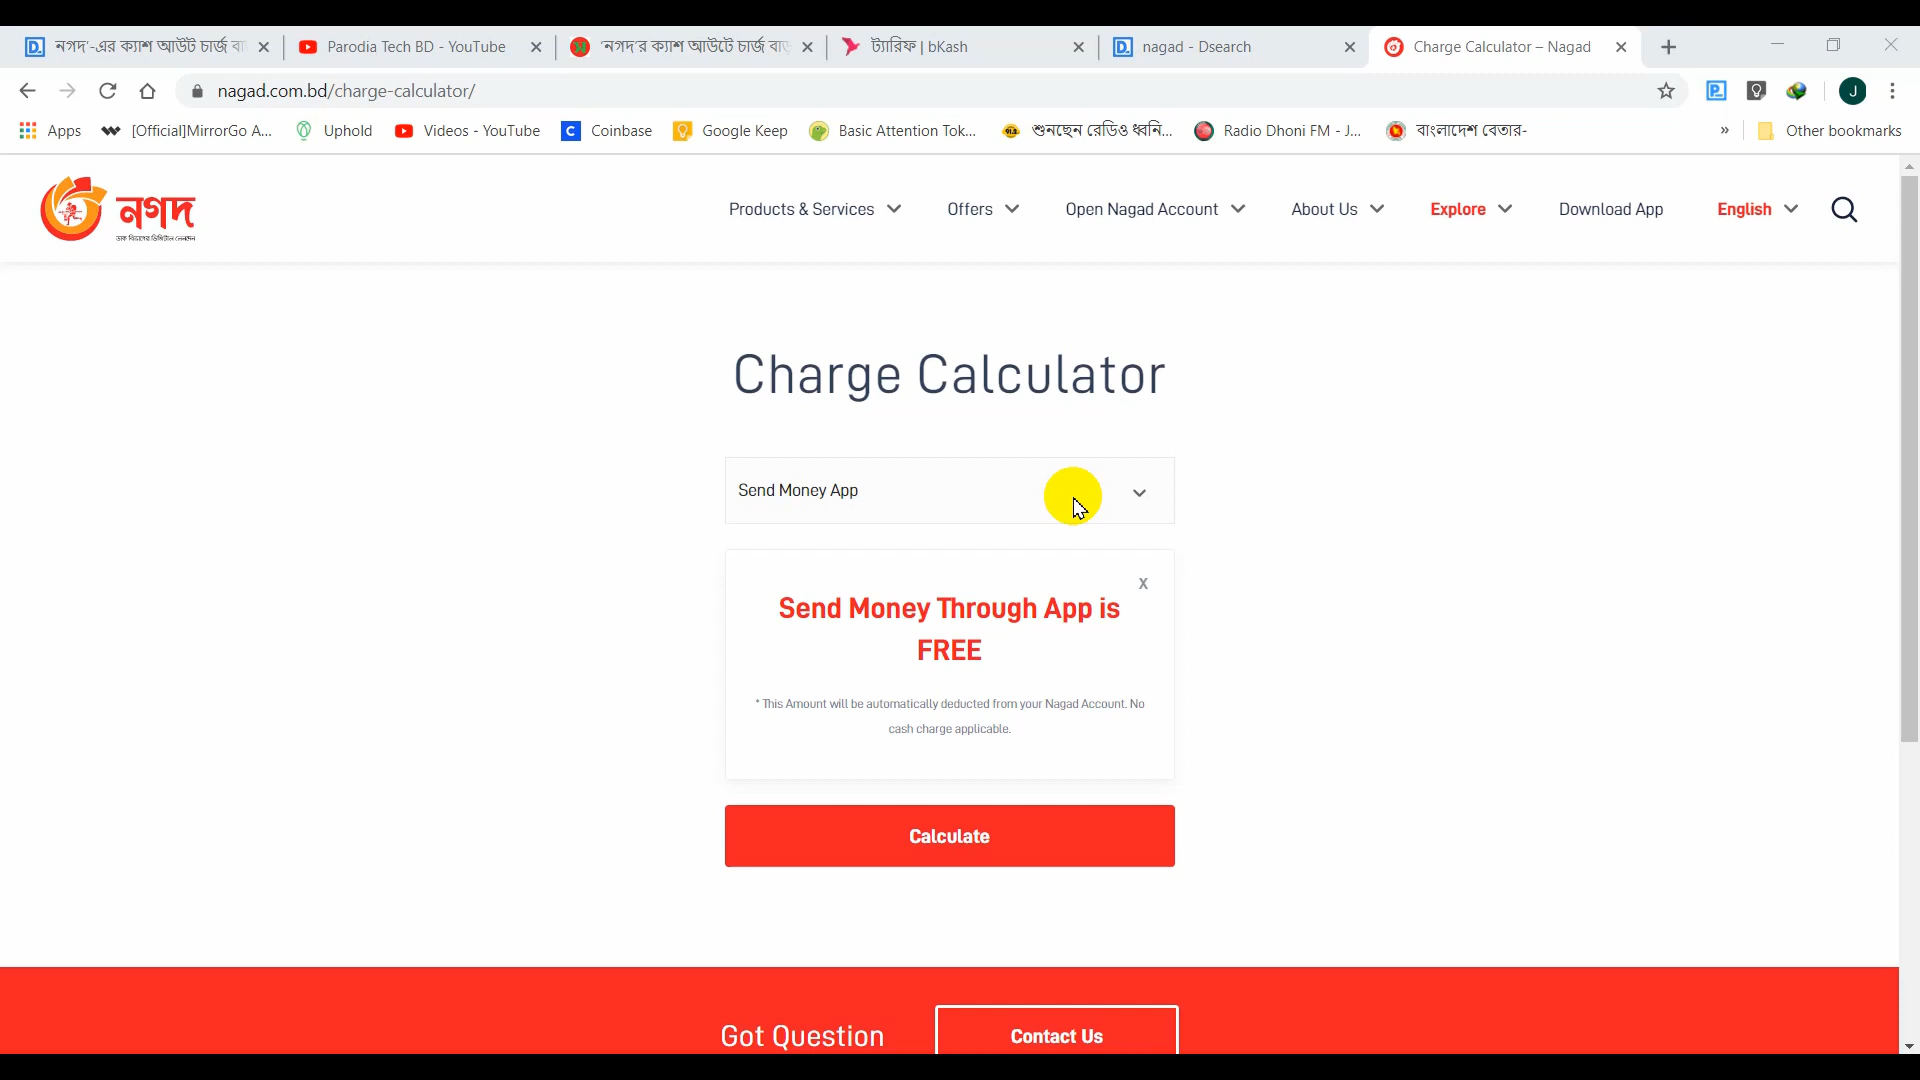 নগদ'-এর ক্যাশ আউট চার্জ বা
Parodia Tech BD - YouTube
'নগদ'র ক্যাশ আউটে চার্জ বাড়
ট্যারিফ | bKash
nagad - Dsearch
Charge Calculator – Nagad
nagad.com.bd/charge-calculator/
J
Apps
[Official]MirrorGo A...
Uphold
Videos - YouTube
Coinbase
Google Keep
Basic Attention Tok...
শুনছেন রেডিও ধ্বনি...
Radio Dhoni FM - J...
বাংলাদেশ বেতার-
»
Other bookmarks
নগদ
ডাক বিভাগের ডিজিটাল লেনদেন
Products & Services
Offers
Open Nagad Account
About Us
Explore
Download App
English
Charge Calculator
Send Money App
X
Send Money Through App is
FREE
* This Amount will be automatically deducted from your Nagad Account. No
cash charge applicable.
Calculate
Got Question
Contact Us